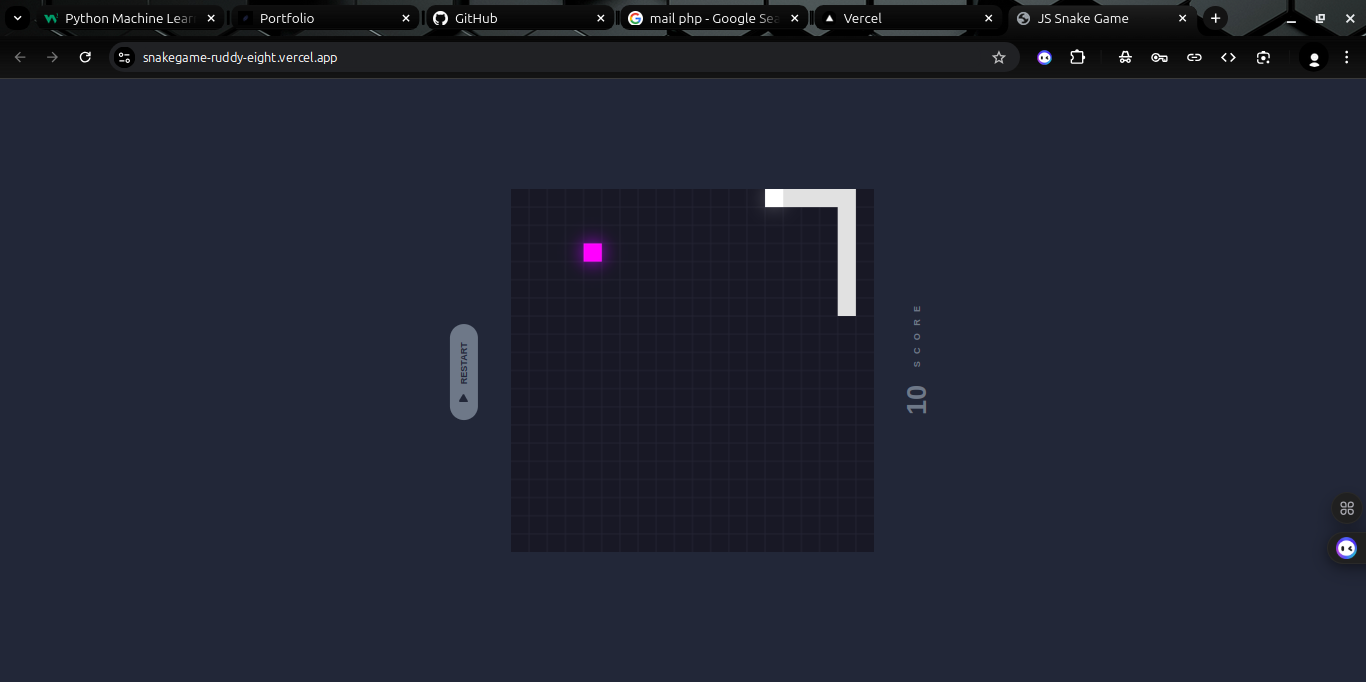 Python Machine Lear
Portfolio
GitHub
mail php - Google Sea
Vercel
JS Snake Game
snakegame-ruddy-eight.vercel.app
RESTART
SCORE
10